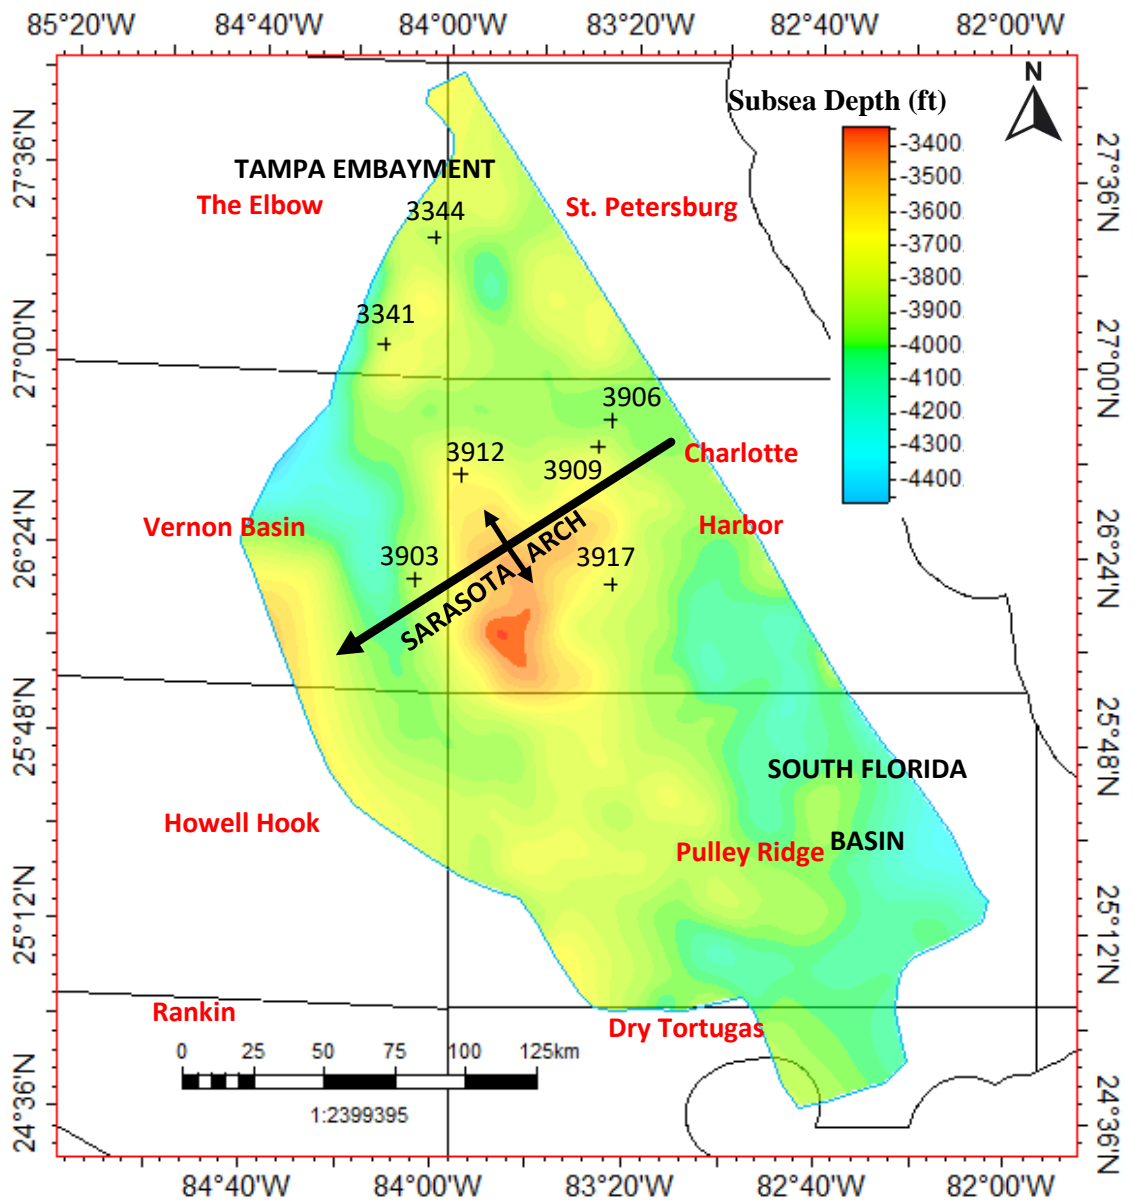 85°20'W 84°40'W 84°00'W 83°20'W 82°40'W 82°00'W
N
Subsea Depth (ft)
-3400
-3500.
-3600.
-3700.
-3800.
-3900.
-4000.
-4100.
-4200.
-4300.
-4400.
27°36'N
27°36'N
TAMPA EMBAYMENT
The Elbow
St. Petersburg
3344
3341
27°00'N
27°00'N
3906
3912
3909
Charlotte
Harbor
Vernon Basin
26°24'N
26°24'N
3903
3917
SARASOTA ARCH
25°48'N
25°48'N
SOUTH FLORIDA
BASIN
Howell Hook
Pulley Ridge
25°12'N
25°12'N
Rankin
Dry Tortugas
0 25 50 75 100 125km
1:2399395
24°36'N
24°36'N
84°40'W 84°00'W 83°20'W 82°40'W 82°00'W